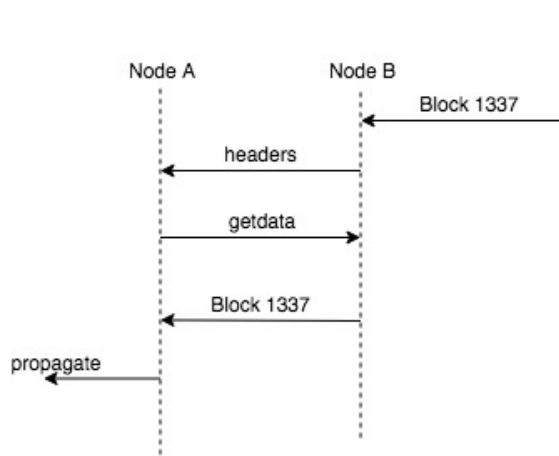 Node A
Node B
Block 1337
headers
getdata
Block 1337
propagate